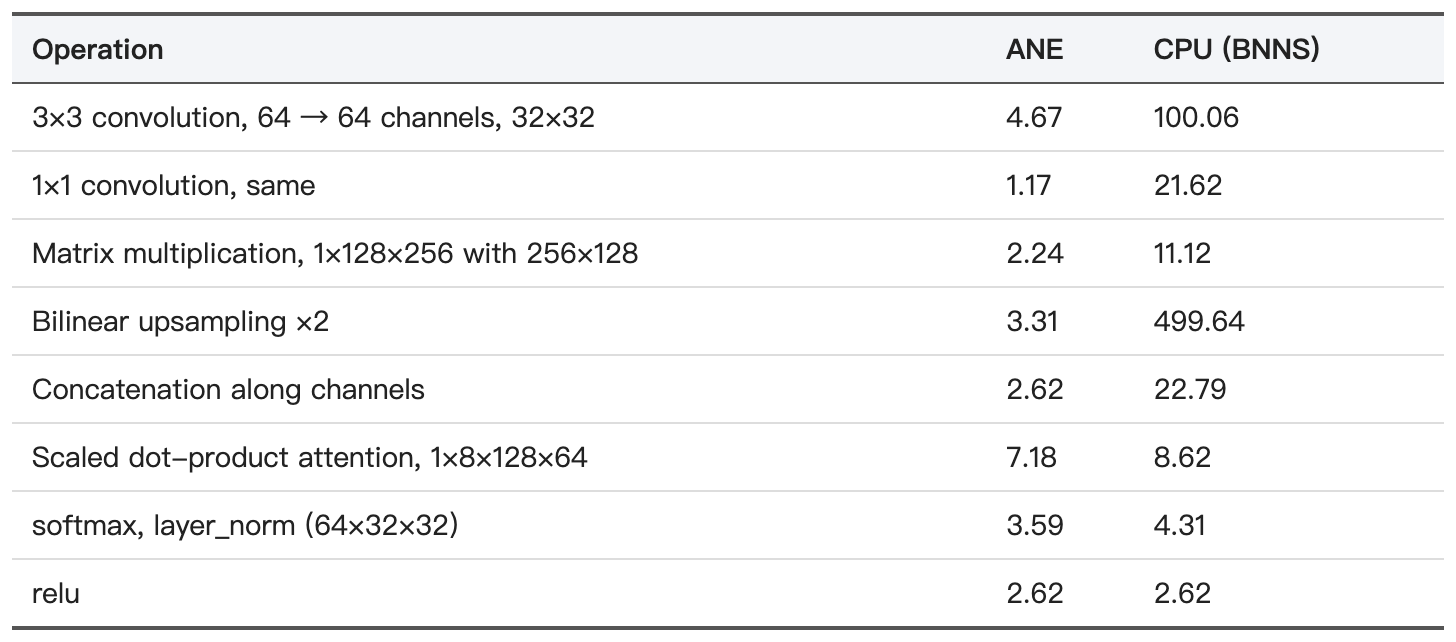 Operation ANE CPU (BNNS)
3×3 convolution, 64 → 64 channels, 32×32 4.67 100.06
1×1 convolution, same 1.17 21.62
Matrix multiplication, 1×128×256 with 256×128 2.24 11.12
Bilinear upsampling ×2 3.31 499.64
Concatenation along channels 2.62 22.79
Scaled dot–product attention, 1×8×128×64 7.18 8.62
softmax, layer_norm (64×32×32) 3.59 4.31
relu 2.62 2.62